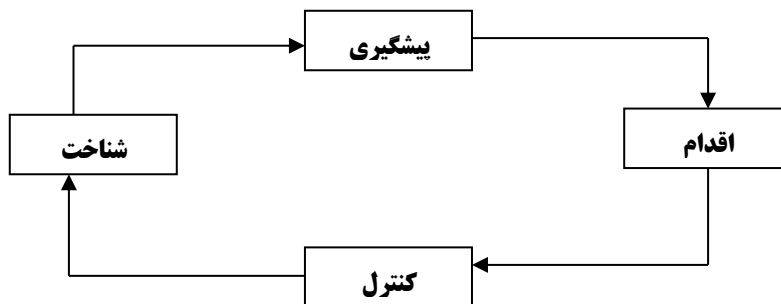 پیشگیری
اقدام
شناخت
کنترل